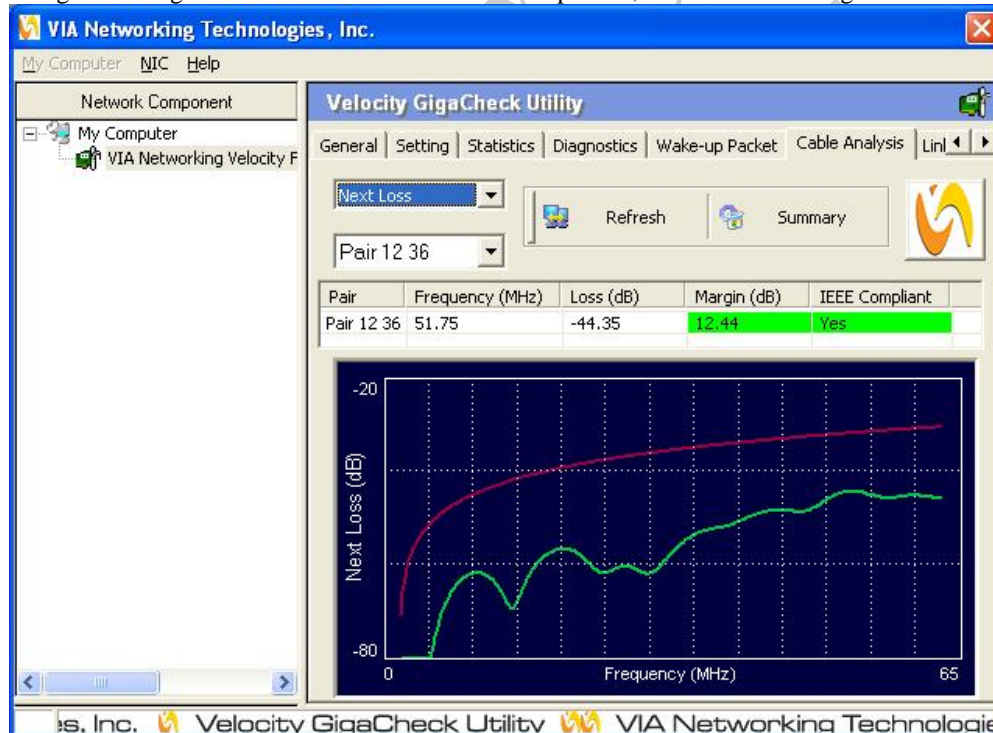 VIA Networking Technologies, Inc.
My Computer NIC Help
Network Component
My Computer
VIA Networking Velocity F
Velocity GigaCheck Utility
General Setting Statistics Diagnostics Wake-up Packet Cable Analysis Linl
Next Loss
Refresh Summary
Pair 12 36
Pair Frequency (MHz) Loss (dB) Margin (dB) IEEE Compliant
Pair 12 36 51.75 -44.35 12.44 Yes
-20
Next Loss (dB)
-80
0 Frequency (MHz) 65
es, Inc. Velocity GigaCheck Utility VIA Networking Technologie